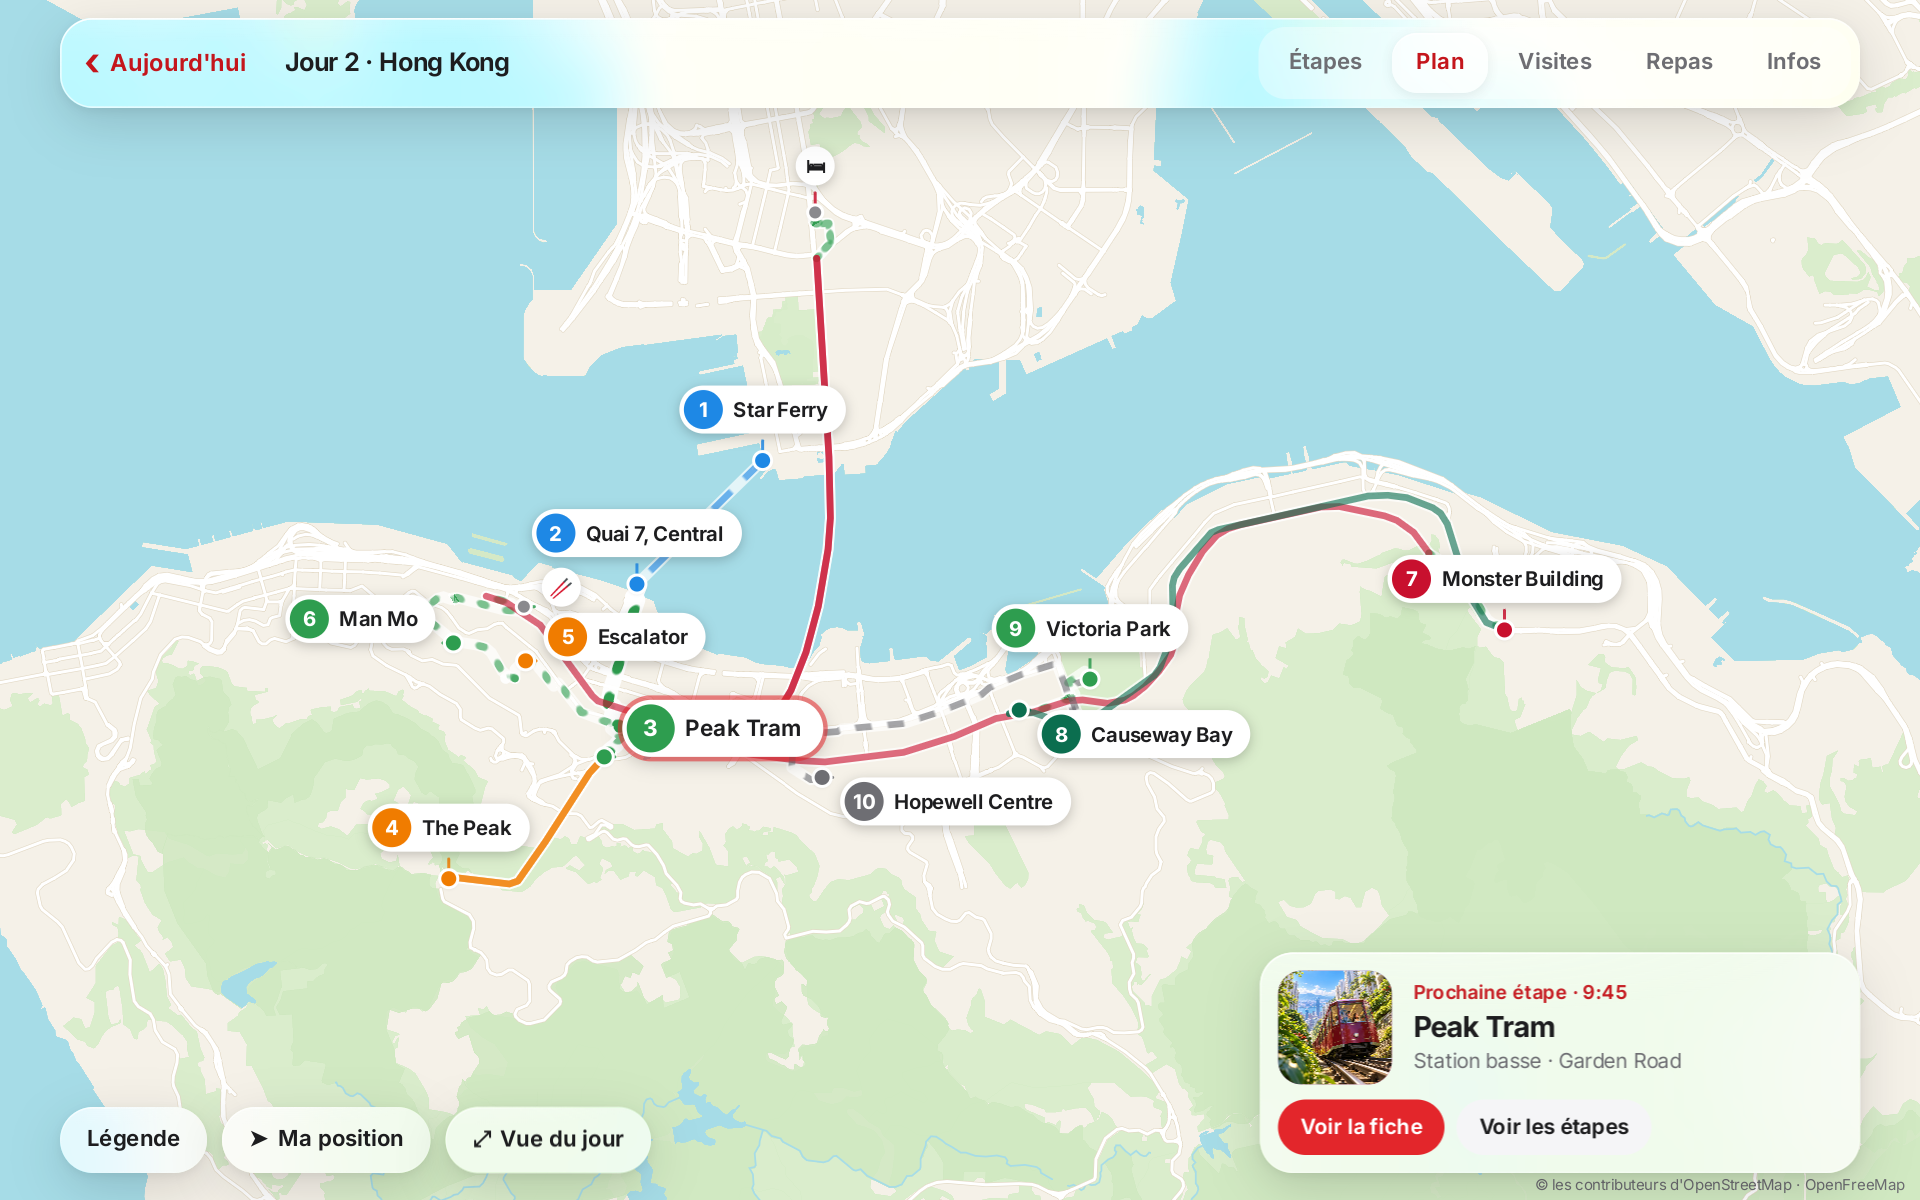 Aujourd'hui
Jour 2 · Hong Kong
Étapes
Plan
Visites
Repas
Infos
1 Star Ferry
2 Quai 7, Central
6 Man Mo
5 Escalator
7 Monster Building
9 Victoria Park
3 Peak Tram
8 Causeway Bay
10 Hopewell Centre
4 The Peak
Prochaine étape · 9:45
Peak Tram
Station basse · Garden Road
Voir la fiche
Voir les étapes
Légende
Ma position
Vue du jour
© les contributeurs d'OpenStreetMap · OpenFreeMap